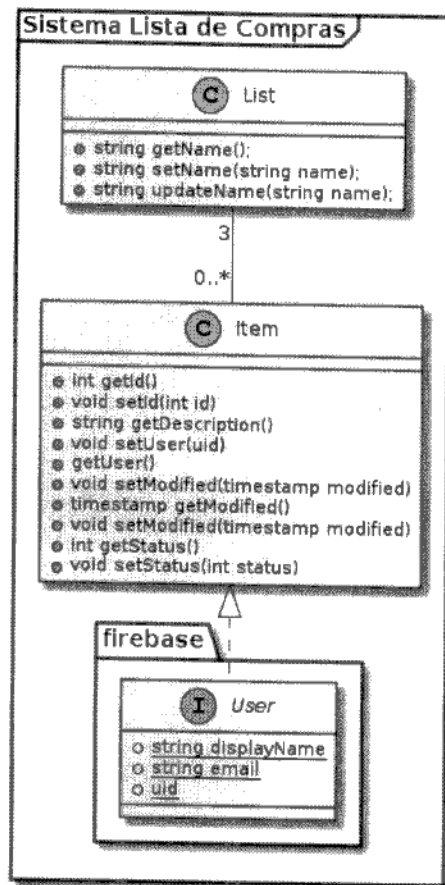 Sistema Lista de Compras
C List
string getName();
string setName(string name);
string updateName(string name);
3
0..*
C Item
int getId()
void setId(int id)
string getDescription()
void setUser(uid)
getUser()
void setModified(timestamp modified)
timestamp getModified()
void setModified(timestamp modified)
int getStatus()
void setStatus(int status)
firebase
I User
string displayName
string email
uid